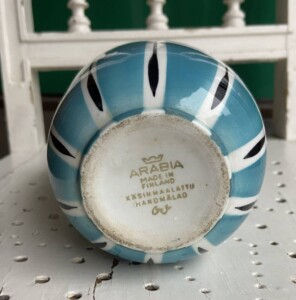 ARABIA
MADE IN
FINLAND
KÄSINMAALATTU
HANDMÅLAD